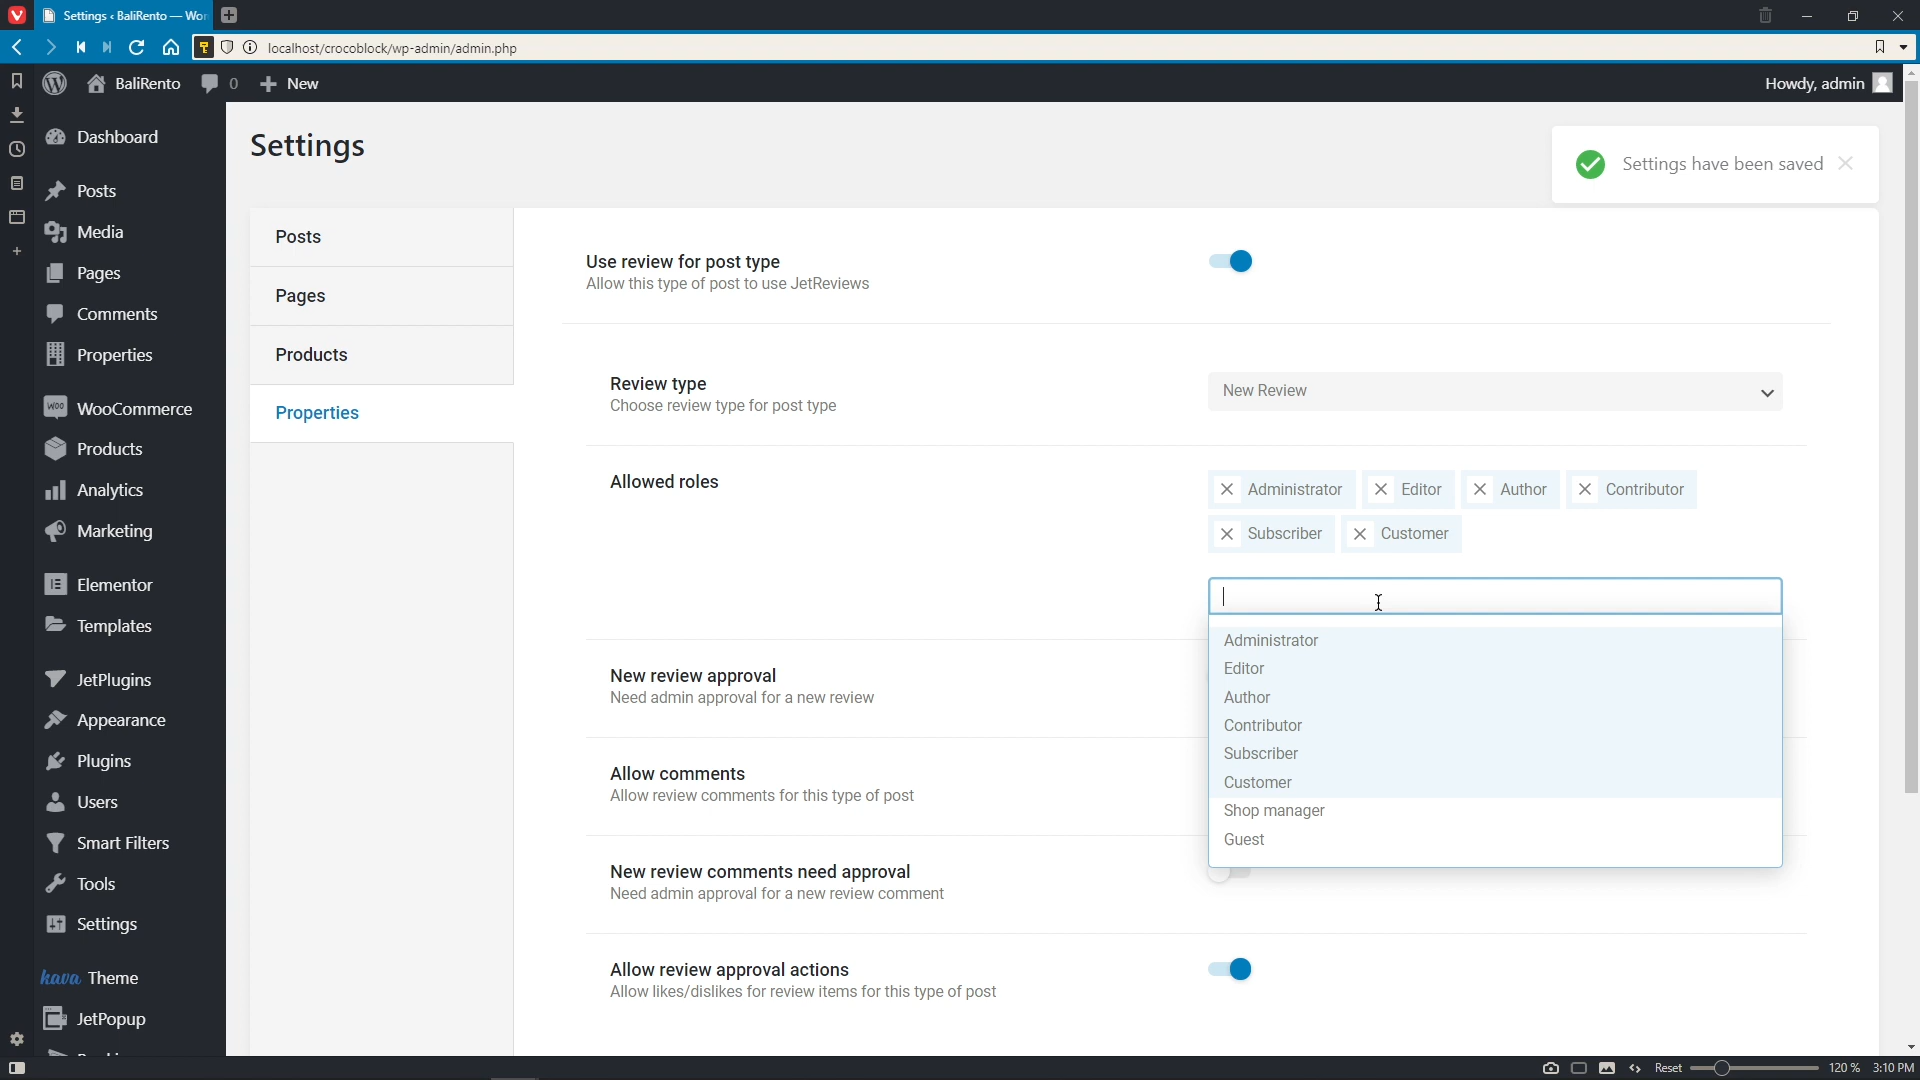 Settings ‹ BaliRento — Wor
localhost/crocoblock/wp-admin/admin.php
BaliRento
0
New
Howdy, admin
Dashboard
Posts
Media
Pages
Comments
Properties
WooCommerce
Products
Analytics
Marketing
Elementor
Templates
JetPlugins
Appearance
Plugins
Users
Smart Filters
Tools
Settings
hava Theme
JetPopup
Settings
Settings have been saved
Posts
Pages
Products
Properties
Use review for post type
Allow this type of post to use JetReviews
Review type
Choose review type for post type
New Review
Allowed roles
Administrator
Editor
Author
Contributor
Subscriber
Customer
Administrator
Editor
Author
Contributor
Subscriber
Customer
Shop manager
Guest
New review approval
Need admin approval for a new review
Allow comments
Allow review comments for this type of post
New review comments need approval
Need admin approval for a new review comment
Allow review approval actions
Allow likes/dislikes for review items for this type of post
Reset
120 %
3:10 PM